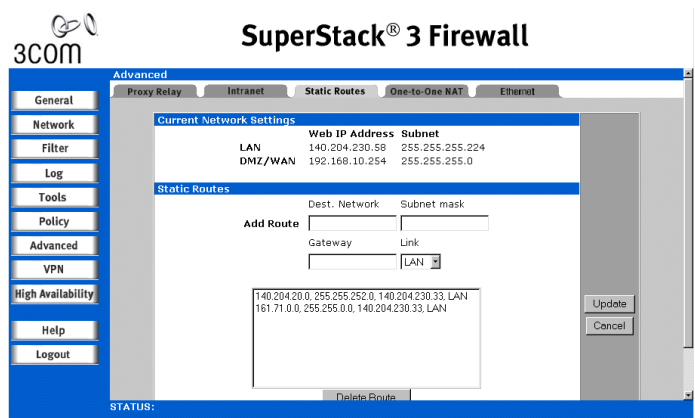 3COM
SuperStack® 3 Firewall
Advanced
Proxy Relay Intranet Static Routes One-to-One NAT Ethernet
General
Network
Filter
Log
Tools
Policy
Advanced
VPN
High Availability
Help
Logout
Current Network Settings
Web IP Address Subnet
LAN 140.204.230.58 255.255.255.224
DMZ/WAN 192.168.10.254 255.255.255.0
Static Routes
Dest. Network Subnet mask
Add Route
Gateway Link
LAN
140.204.20.0, 255.255.252.0, 140.204.230.33, LAN
161.71.0.0, 255.255.0.0, 140.204.230.33, LAN
Update
Cancel
Delete Route
STATUS: